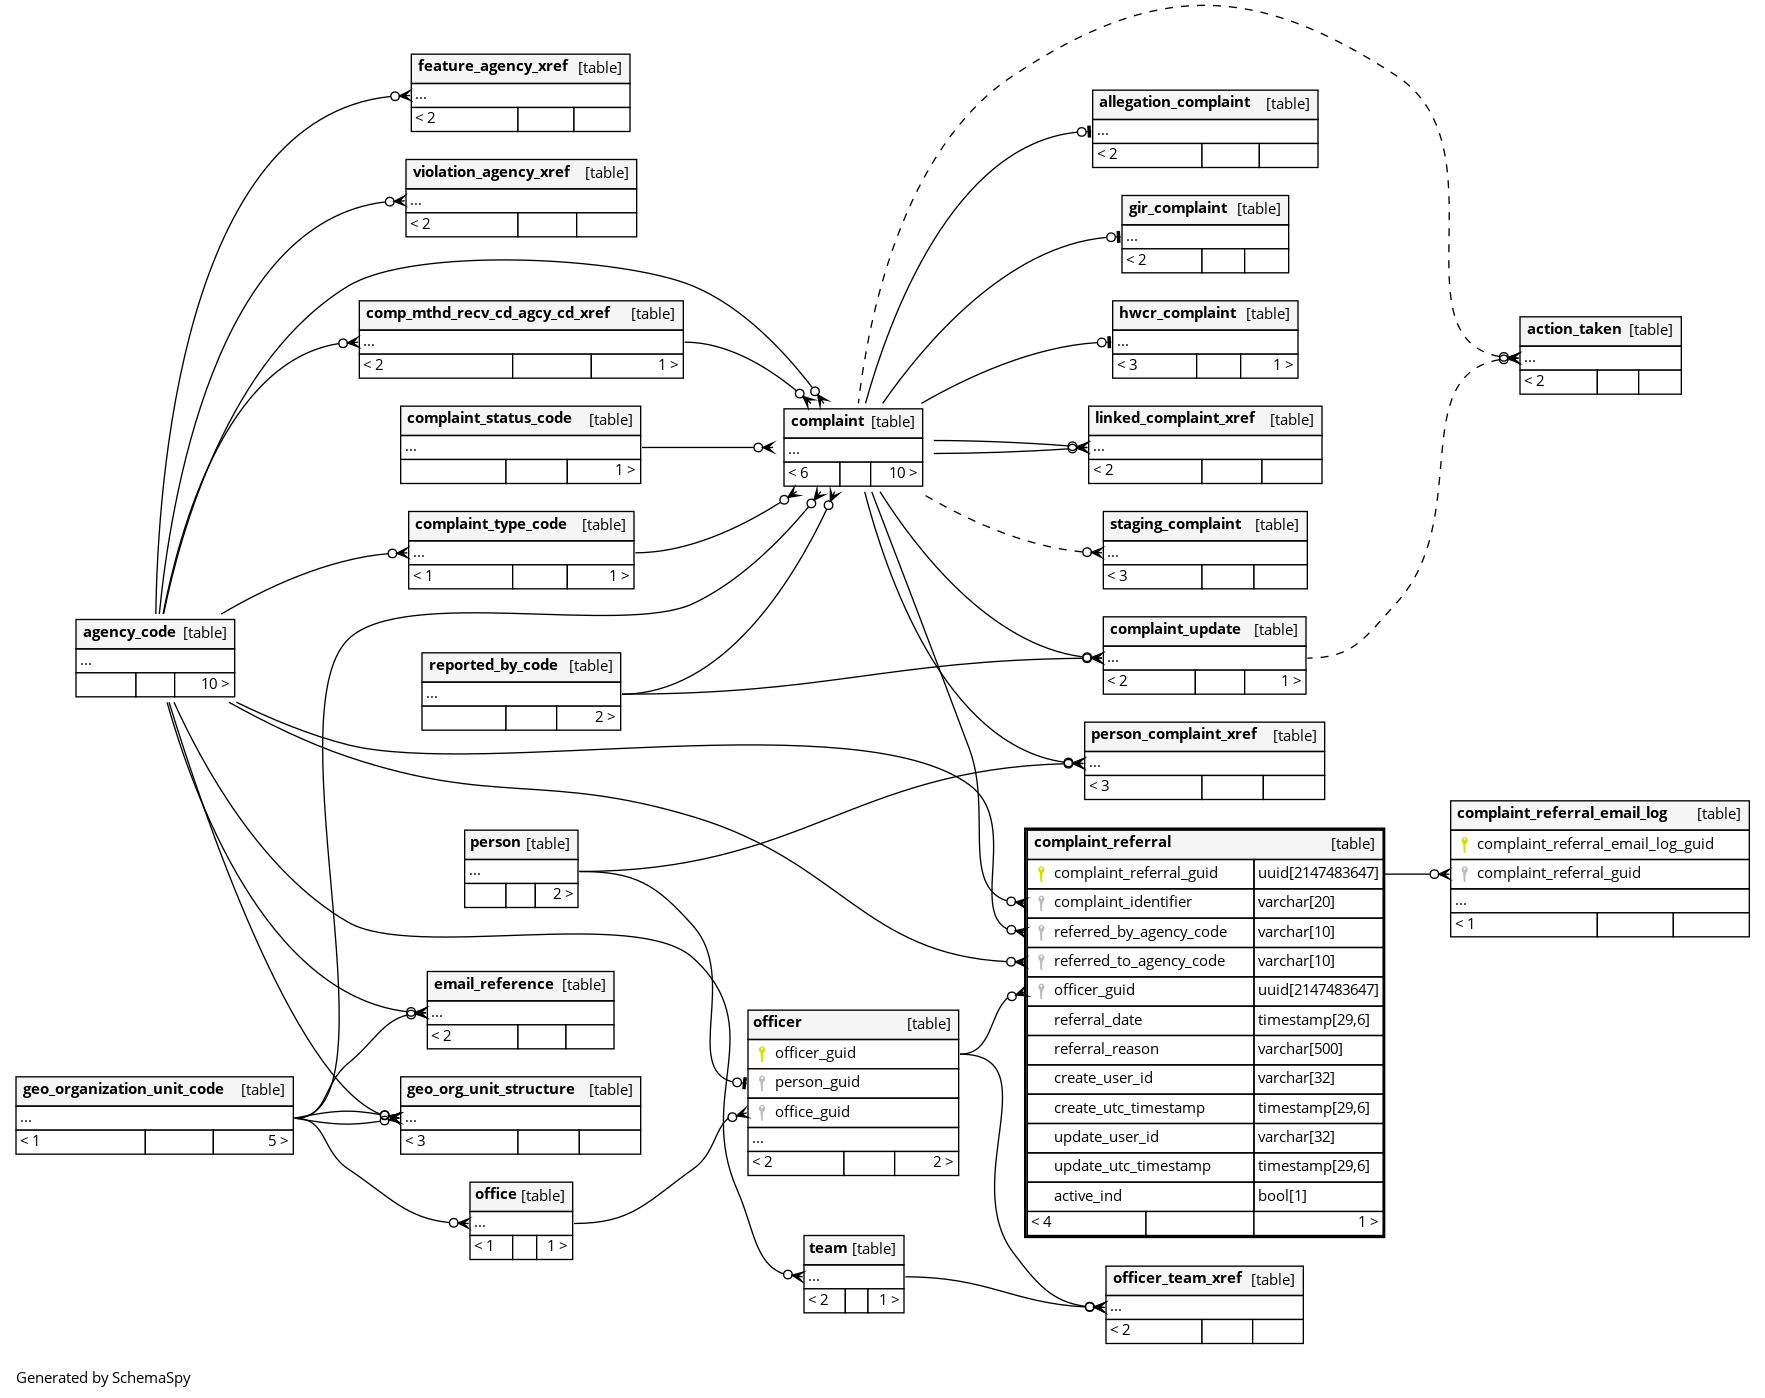 feature_agency_xref [table]
...
< 2
violation_agency_xref [table]
...
< 2
comp_mthd_recv_cd_agcy_cd_xref [table]
...
< 2 1 >
complaint_status_code [table]
...
1 >
complaint_type_code [table]
...
< 1 1 >
agency_code [table]
...
10 >
reported_by_code [table]
...
2 >
person [table]
...
2 >
email_reference [table]
...
< 2
geo_organization_unit_code [table]
...
< 1 5 >
geo_org_unit_structure [table]
...
< 3
office [table]
...
< 1 1 >
complaint [table]
...
< 6 10 >
officer [table]
officer_guid
person_guid
office_guid
...
< 2 2 >
team [table]
...
< 2 1 >
allegation_complaint [table]
...
< 2
gir_complaint [table]
...
< 2
hwcr_complaint [table]
...
< 3 1 >
linked_complaint_xref [table]
...
< 2
staging_complaint [table]
...
< 3
complaint_update [table]
...
< 2 1 >
person_complaint_xref [table]
...
< 3
complaint_referral [table]
complaint_referral_guid uuid[2147483647]
complaint_identifier varchar[20]
referred_by_agency_code varchar[10]
referred_to_agency_code varchar[10]
officer_guid uuid[2147483647]
referral_date timestamp[29,6]
referral_reason varchar[500]
create_user_id varchar[32]
create_utc_timestamp timestamp[29,6]
update_user_id varchar[32]
update_utc_timestamp timestamp[29,6]
active_ind bool[1]
< 4 1 >
officer_team_xref [table]
...
< 2
action_taken [table]
...
< 2
complaint_referral_email_log [table]
complaint_referral_email_log_guid
complaint_referral_guid
...
< 1
Generated by SchemaSpy